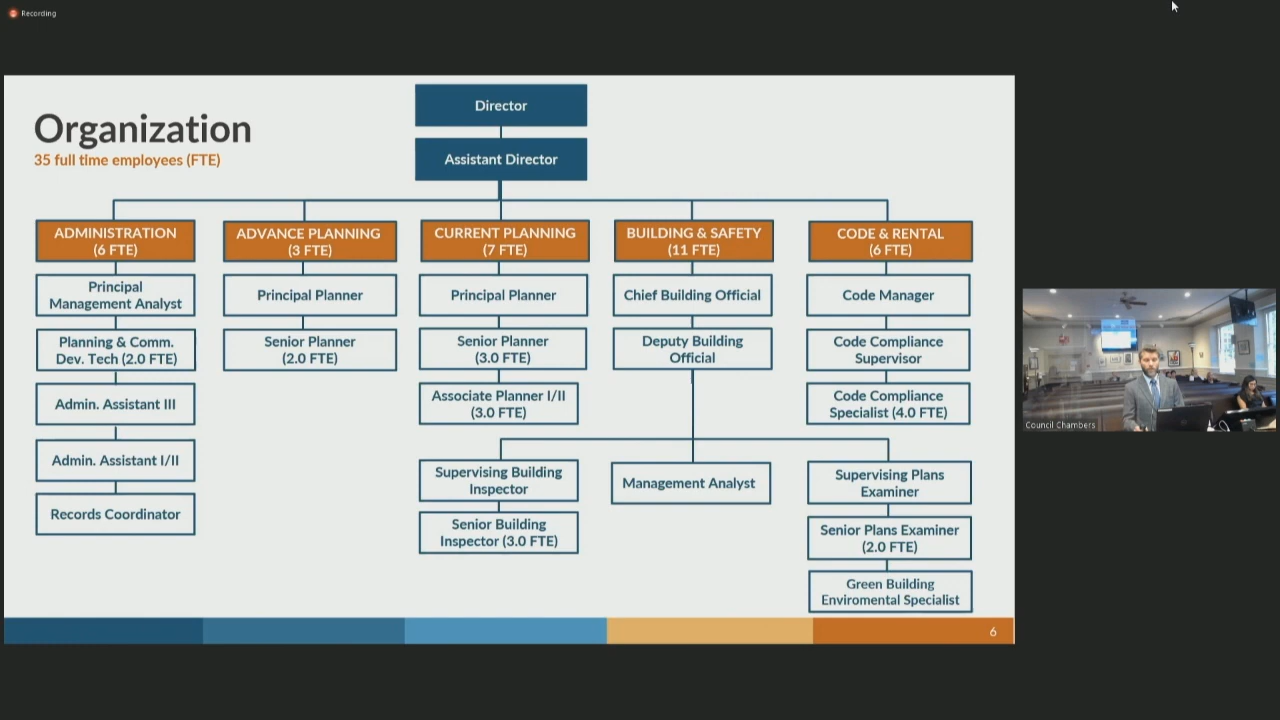 Recording
Organization
35 full time employees (FTE)
Director
Assistant Director
ADMINISTRATION
(6 FTE)
Principal
Management Analyst
Planning & Comm.
Dev. Tech (2.0 FTE)
Admin. Assistant III
Admin. Assistant I/II
Records Coordinator
ADVANCE PLANNING
(3 FTE)
Principal Planner
Senior Planner
(2.0 FTE)
CURRENT PLANNING
(7 FTE)
Principal Planner
Senior Planner
(3.0 FTE)
Associate Planner I/II
(3.0 FTE)
BUILDING & SAFETY
(11 FTE)
Chief Building Official
Deputy Building
Official
Supervising Building
Inspector
Senior Building
Inspector (3.0 FTE)
Management Analyst
Supervising Plans
Examiner
Senior Plans Examiner
(2.0 FTE)
Green Building
Enviromental Specialist
CODE & RENTAL
(6 FTE)
Code Manager
Code Compliance
Supervisor
Code Compliance
Specialist (4.0 FTE)
6
Council Chambers